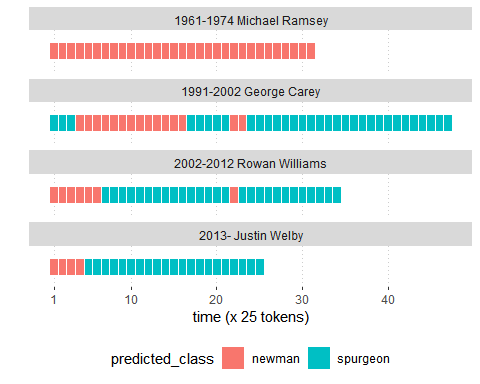 1961-1974 Michael Ramsey
1991-2002 George Carey
2002-2012 Rowan Williams
2013- Justin Welby
1 10 20 30 40
time (x 25 tokens)
predicted_class newman spurgeon